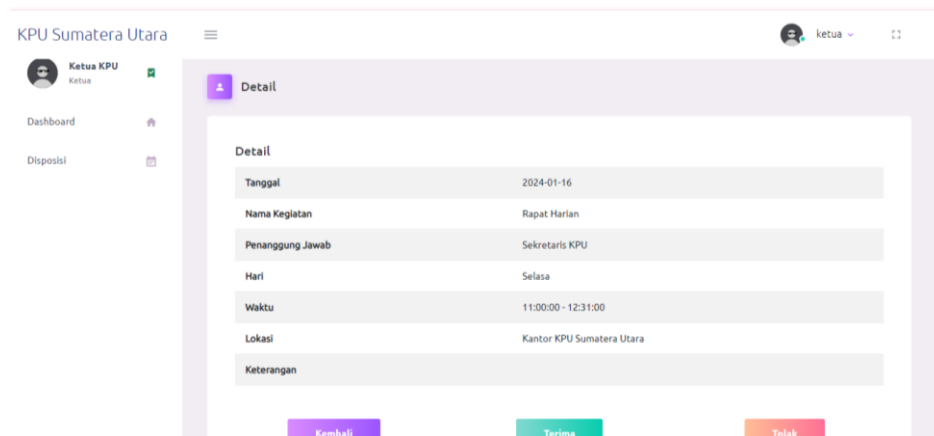 KPU Sumatera Utara
ketua
Ketua KPU
Ketua
Detail
Dashboard
Disposisi
Detail
Tanggal 2024-01-16
Nama Kegiatan Rapat Harian
Penanggung Jawab Sekretaris KPU
Hari Selasa
Waktu 11:00:00 - 12:31:00
Lokasi Kantor KPU Sumatera Utara
Keterangan
Kembali Terima Tolak